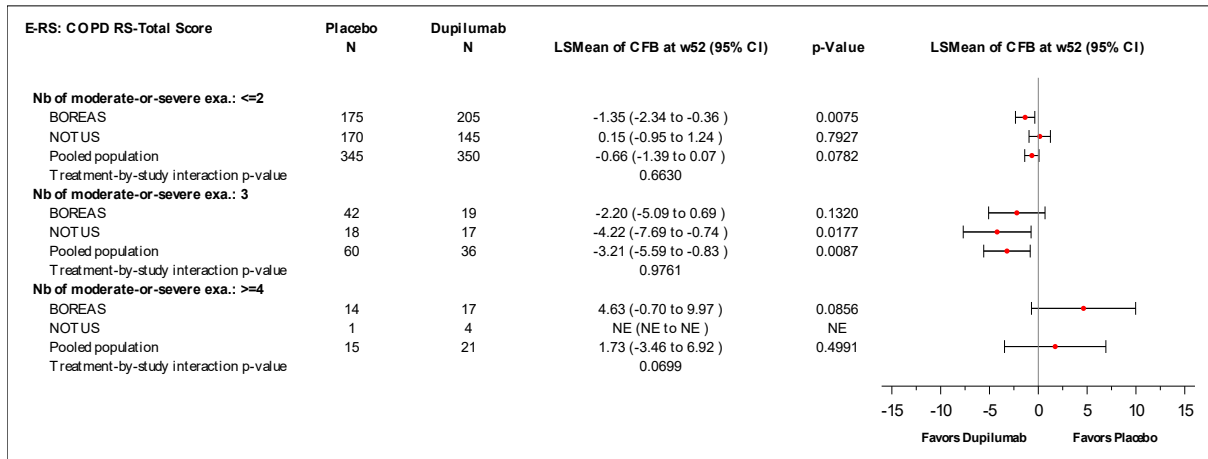 E-RS: COPD RS-Total Score Placebo N Dupilumab N LSMean of CFB at w52 (95% CI) p-Value LSMean of CFB at w52 (95% CI)
Nb of moderate-or-severe exa.: <=2
BOREAS 175 205 -1.35 (-2.34 to -0.36 ) 0.0075
NOTUS 170 145 0.15 (-0.95 to 1.24 ) 0.7927
Pooled population 345 350 -0.66 (-1.39 to 0.07 ) 0.0782
Treatment-by-study interaction p-value 0.6630
Nb of moderate-or-severe exa.: 3
BOREAS 42 19 -2.20 (-5.09 to 0.69 ) 0.1320
NOTUS 18 17 -4.22 (-7.69 to -0.74 ) 0.0177
Pooled population 60 36 -3.21 (-5.59 to -0.83 ) 0.0087
Treatment-by-study interaction p-value 0.9761
Nb of moderate-or-severe exa.: >=4
BOREAS 14 17 4.63 (-0.70 to 9.97 ) 0.0856
NOTUS 1 4 NE (NE to NE ) NE
Pooled population 15 21 1.73 (-3.46 to 6.92 ) 0.4991
Treatment-by-study interaction p-value 0.0699
-15 -10 -5 0 5 10 15
Favors Dupilumab Favors Placebo